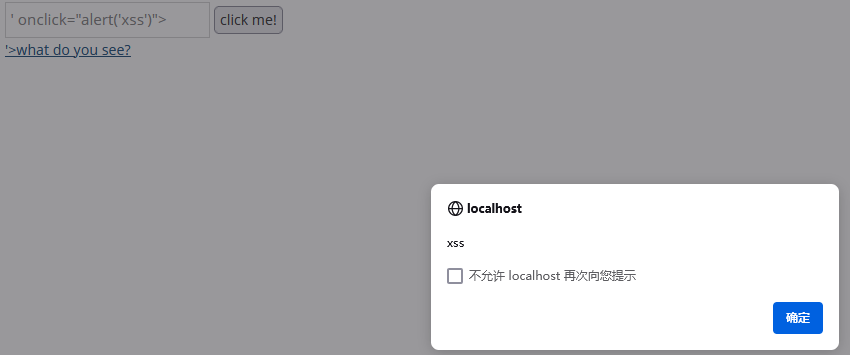 ' onclick="alert('xss')"> click me!
'>what do you see?
localhost
xss
不允许 localhost 再次向您提示
确定